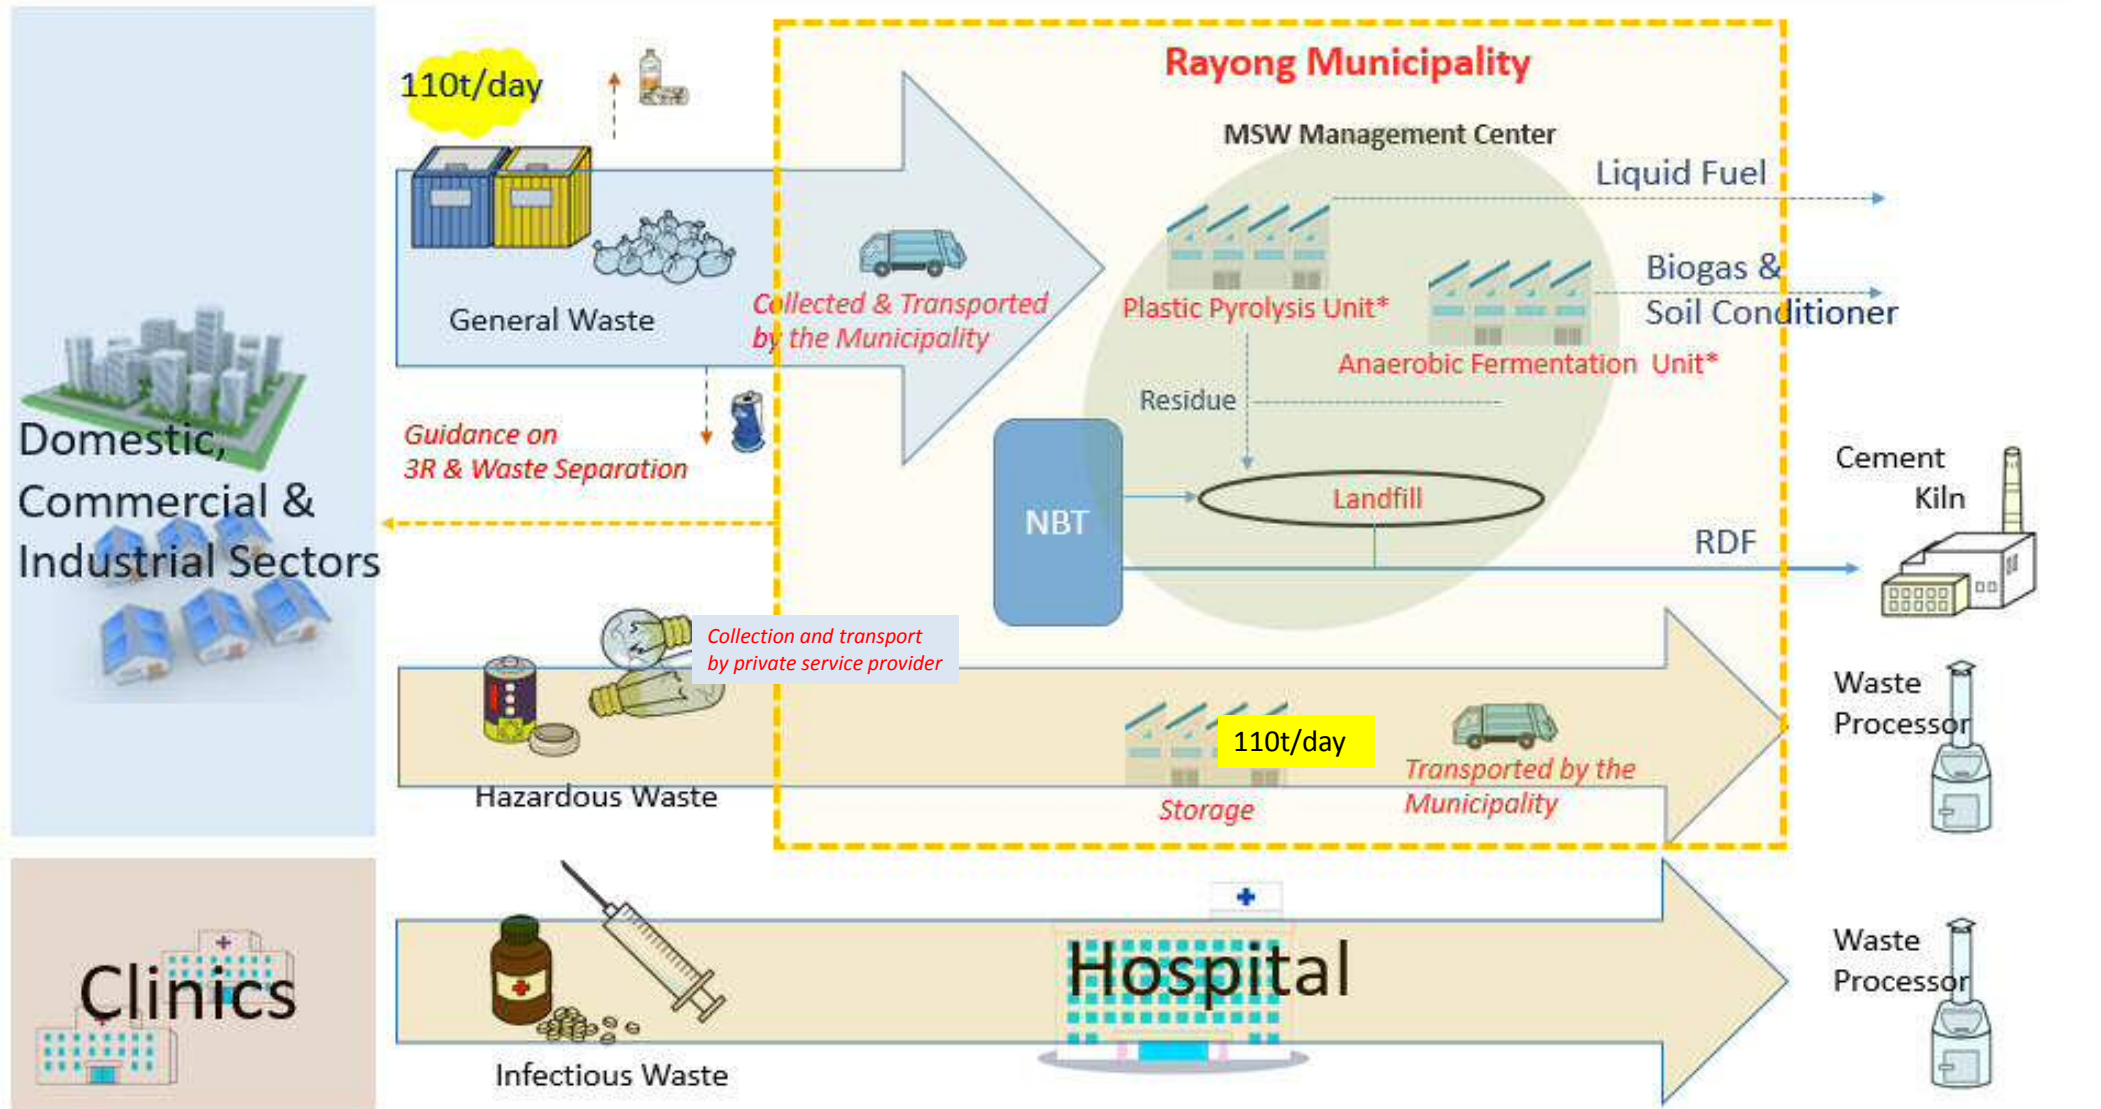 Rayong Municipality
110t/day
MSW Management Center
Liquid Fuel
Biogas &
Soil Conditioner
General Waste
Collected & Transported
by the Municipality
Plastic Pyrolysis Unit*
Anaerobic Fermentation Unit*
Residue
Guidance on
3R & Waste Separation
Domestic,
Commercial &
Industrial Sectors
NBT
Landfill
RDF
Cement
Kiln
Collection and transport
by private service provider
Hazardous Waste
110t/day
Storage
Transported by the
Municipality
Waste
Processor
Clinics
Infectious Waste
Hospital
Waste
Processor